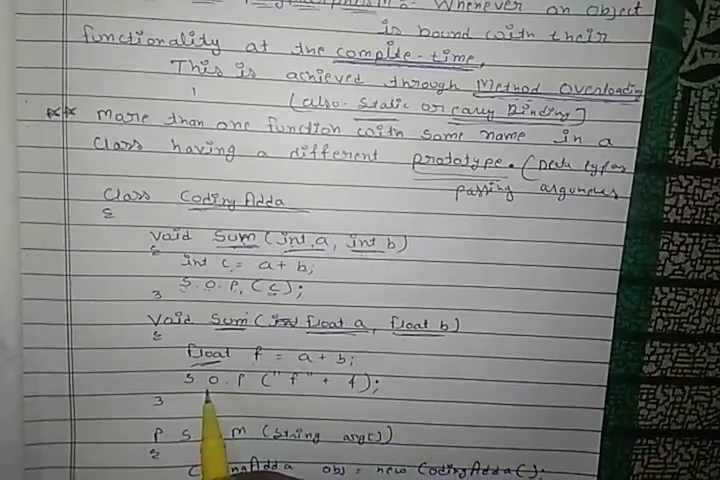 Whenever an object
is bound with their
functionality at the compile-time,
This is achieved through Method Overloading
(also static or early Binding)
** More than one function with same name in a
class having a different prototype. (Data types
passing
Class CodingAdda
{
void sum (int a, int b)
{
int c = a + b;
S. O. P. (c);
}
void sum (float a, float b)
{
float f = a + b;
S. O. P ("f" + f);
}
P S M (String arg[])
{
CodingAdda obj = new CodingAdda();